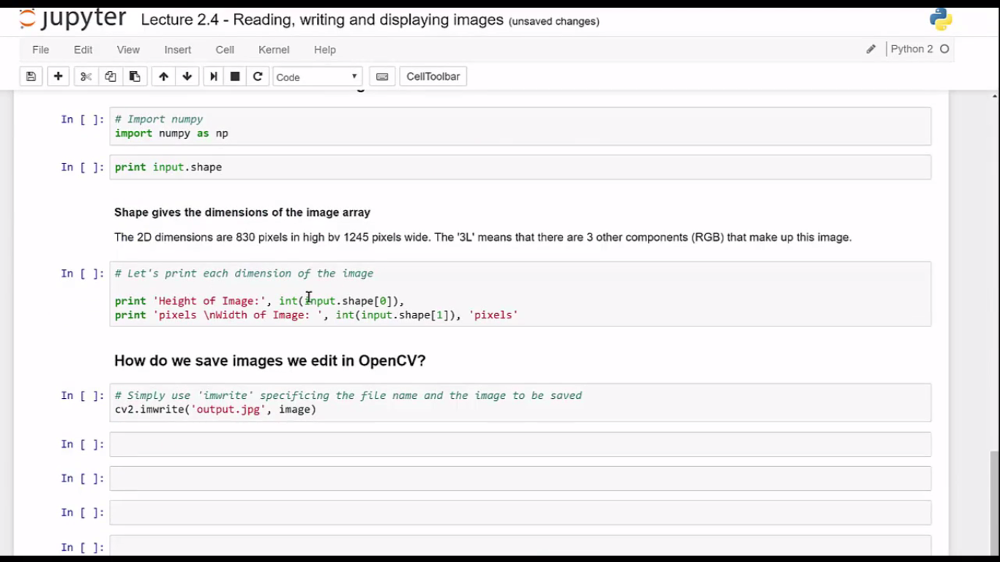 jupyter Lecture 2.4 - Reading, writing and displaying images (unsaved changes)
File Edit View Insert Cell Kernel Help Python 2
Code CellToolbar
In [ ]: # Import numpy
import numpy as np
In [ ]: print input.shape
Shape gives the dimensions of the image array
The 2D dimensions are 830 pixels in high bv 1245 pixels wide. The '3L' means that there are 3 other components (RGB) that make up this image.
In [ ]: # Let's print each dimension of the image
print 'Height of Image:', int(input.shape[0]),
print 'pixels \nWidth of Image: ', int(input.shape[1]), 'pixels'
How do we save images we edit in OpenCV?
In [ ]: # Simply use 'imwrite' specificing the file name and the image to be saved
cv2.imwrite('output.jpg', image)
In [ ]:
In [ ]:
In [ ]:
In [ ]: